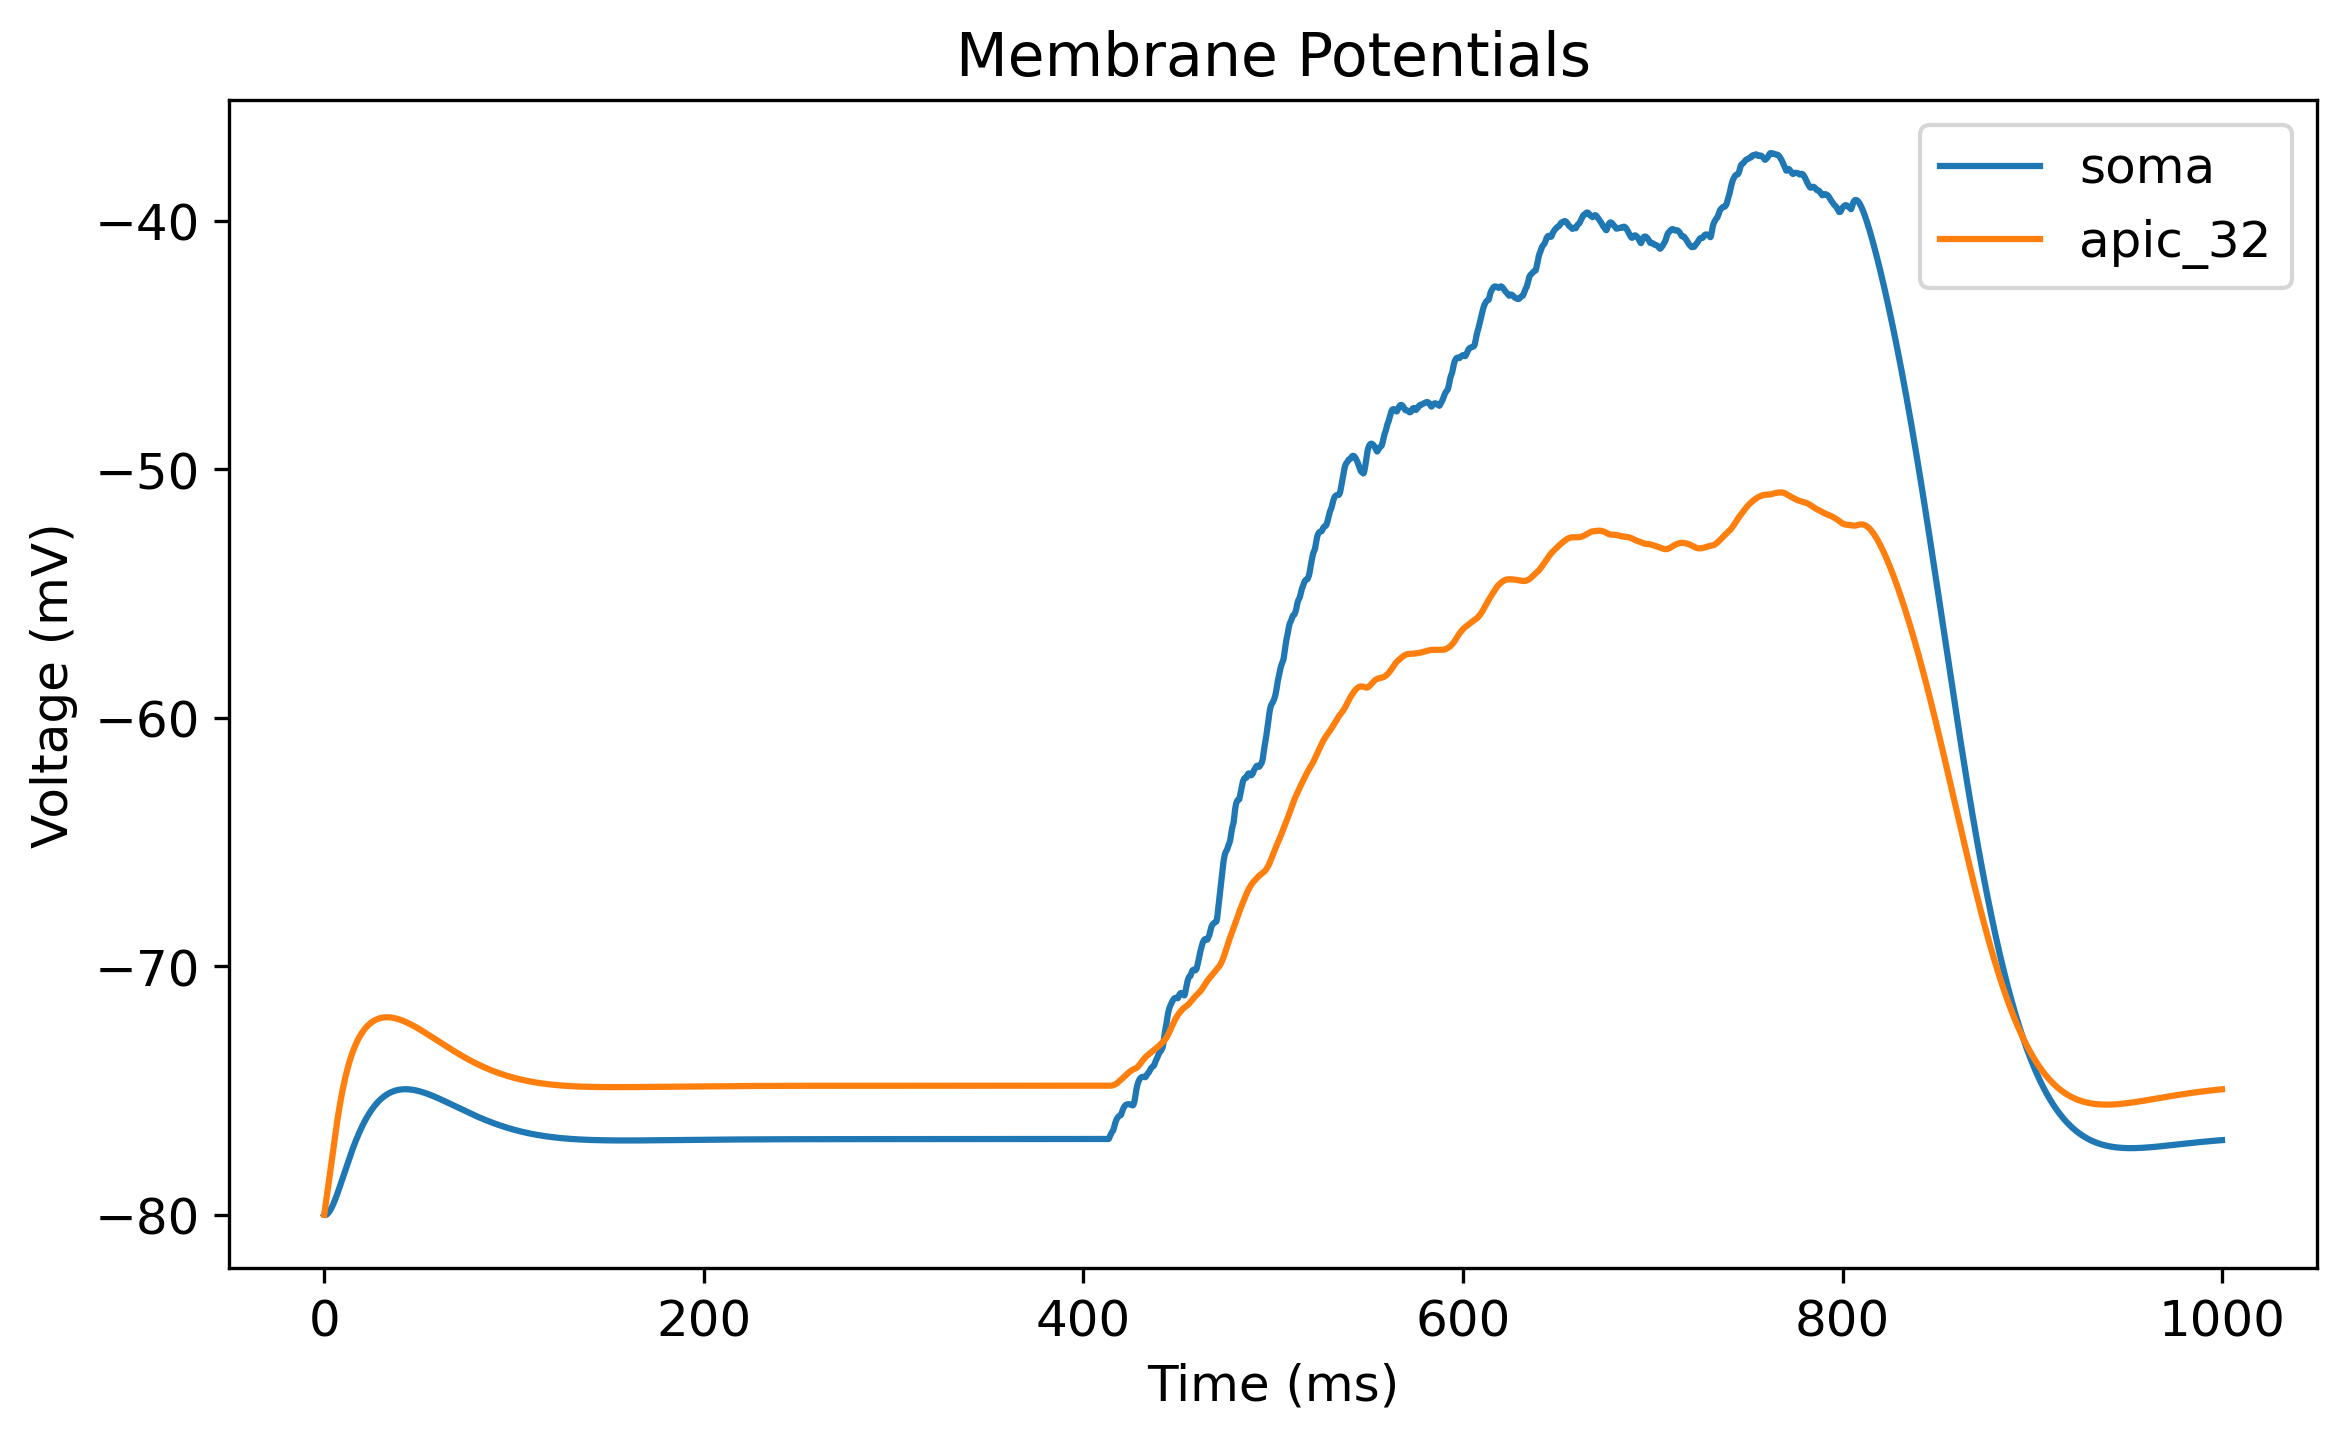 Membrane Potentials
soma
apic_32
−40
−50
−60
−70
−80
Voltage (mV)
0 200 400 600 800 1000
Time (ms)